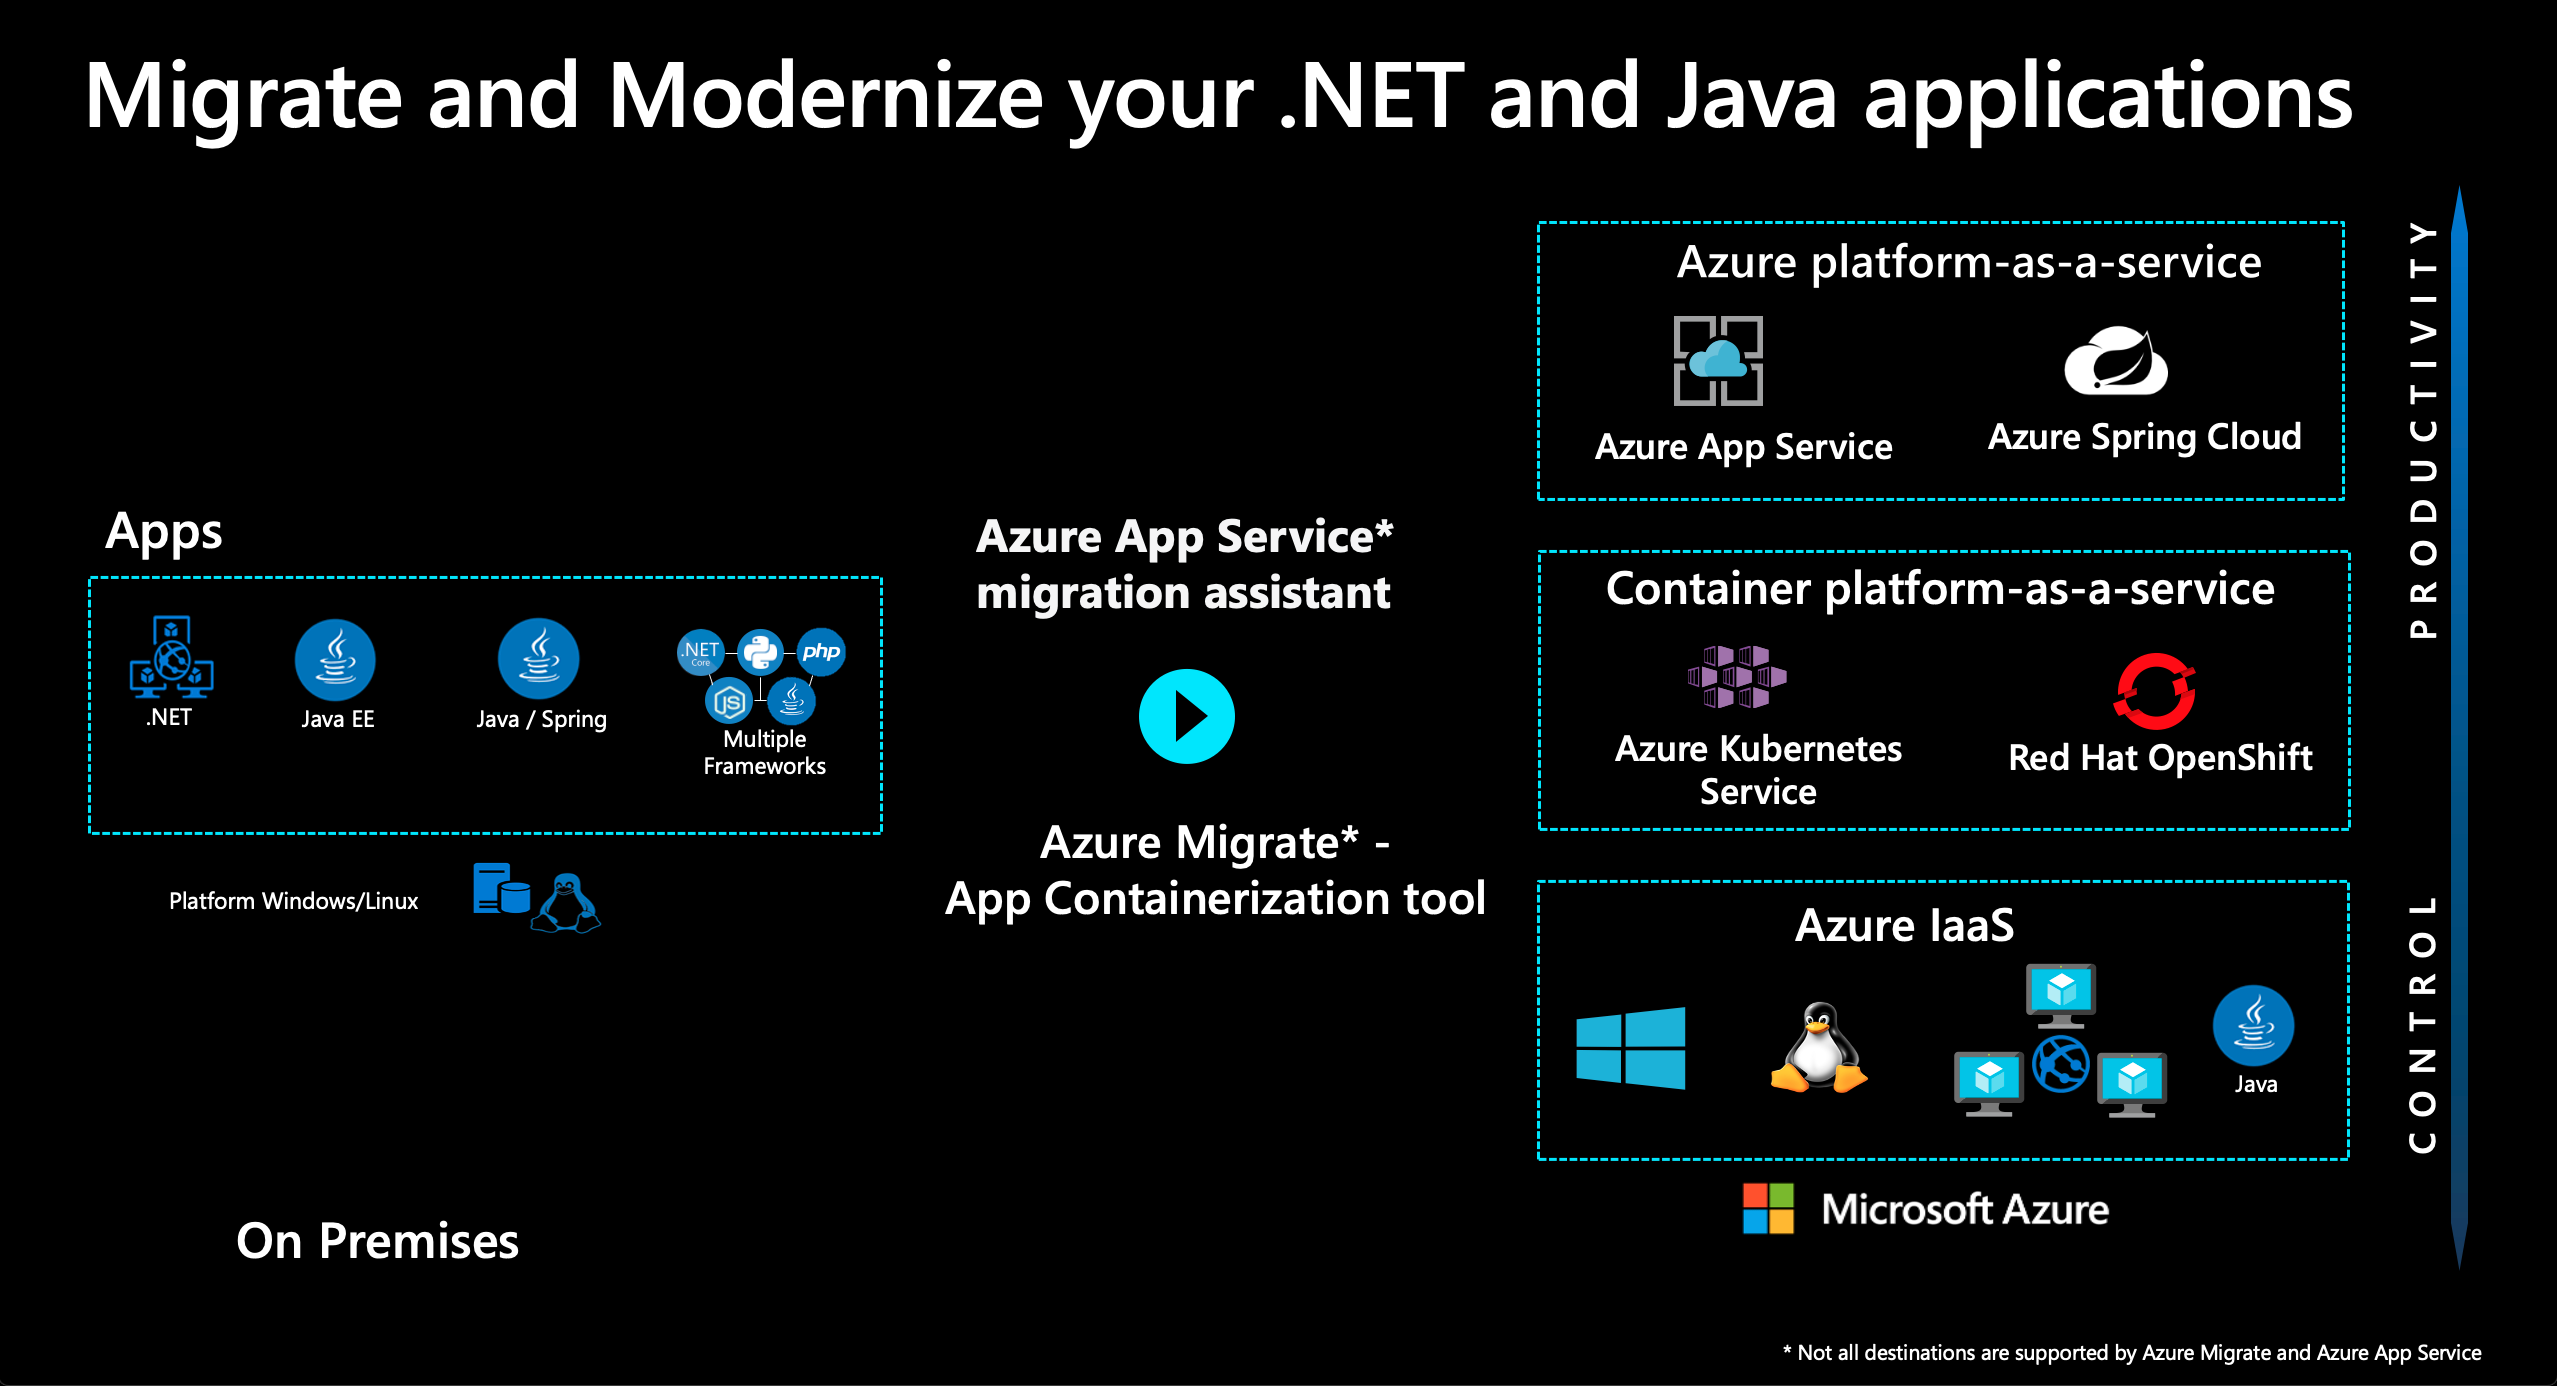 Migrate and Modernize your .NET and Java applications
Apps
.NET
Java EE
Java / Spring
.NET
Core
php
JS
Multiple
Frameworks
Platform Windows/Linux
On Premises
Azure App Service*
migration assistant
Azure Migrate* -
App Containerization tool
Azure platform-as-a-service
Azure App Service
Azure Spring Cloud
Container platform-as-a-service
Azure Kubernetes
Service
Red Hat OpenShift
Azure IaaS
Java
Microsoft Azure
PRODUCTIVITY
CONTROL
* Not all destinations are supported by Azure Migrate and Azure App Service